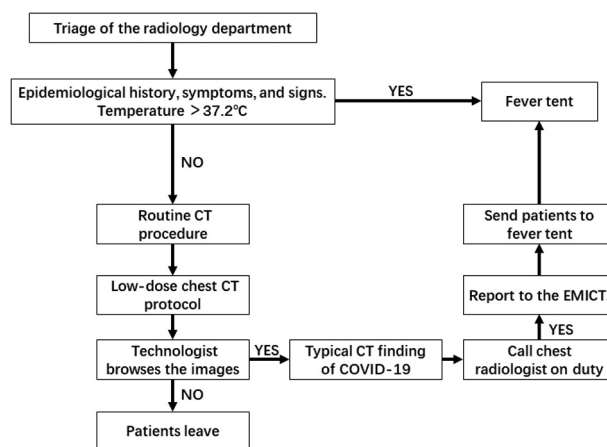 Triage of the radiology department
Epidemiological history, symptoms, and signs.
Temperature >37.2℃
YES
Fever tent
NO
Routine CT
procedure
Send patients to
fever tent
Low-dose chest CT
protocol
Report to the EMICT.
YES
Technologist
browses the images
YES
Typical CT finding
of COVID-19
Call chest
radiologist on duty
NO
Patients leave